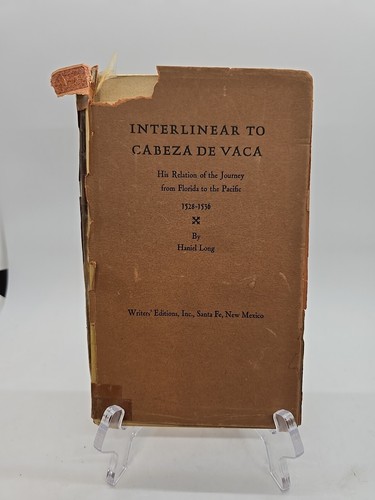 INTERLINEAR TO
CABEZA DE VACA
His Relation of the Journey
from Florida to the Pacific
1528-1536
By
Haniel Long
Writers' Editions, Inc., Santa Fe, New Mexico